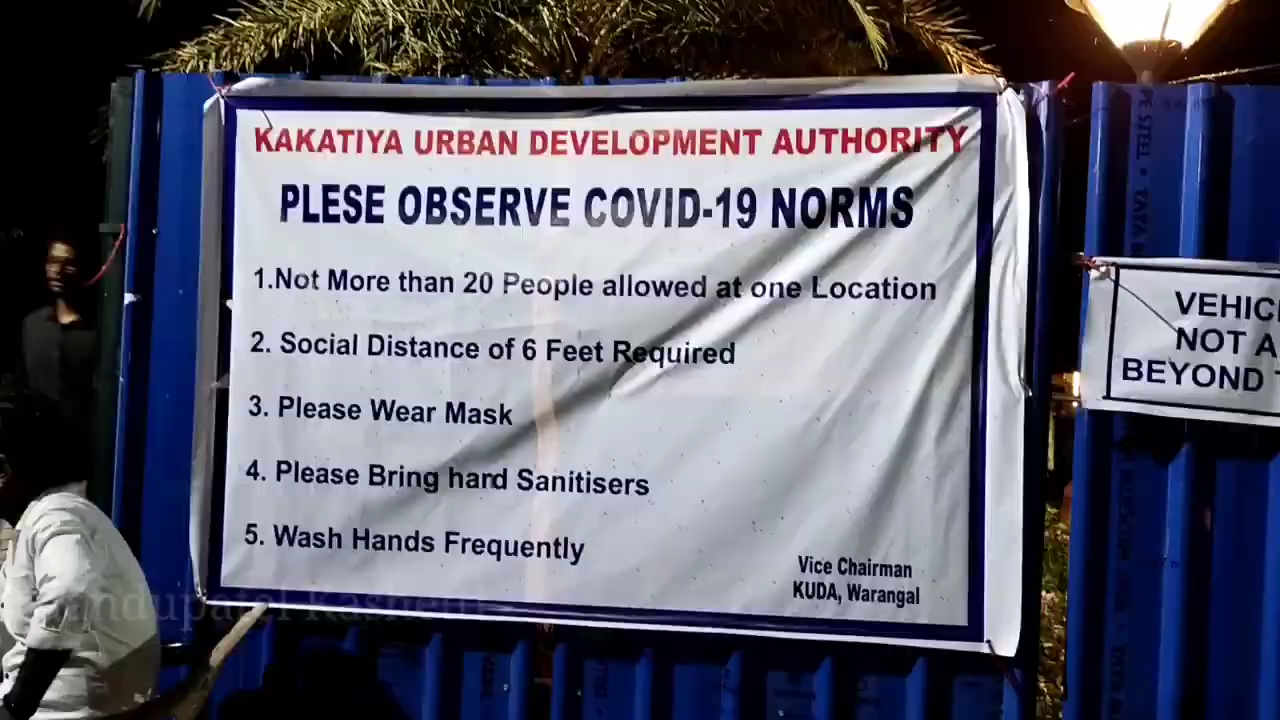 KAKATIYA URBAN DEVELOPMENT AUTHORITY
PLESE OBSERVE COVID-19 NORMS
1.Not More than 20 People allowed at one Location
2. Social Distance of 6 Feet Required
3. Please Wear Mask
4. Please Bring hard Sanitisers
5. Wash Hands Frequently
Vice Chairman
KUDA, Warangal
VEHIC
NOT A
BEYOND